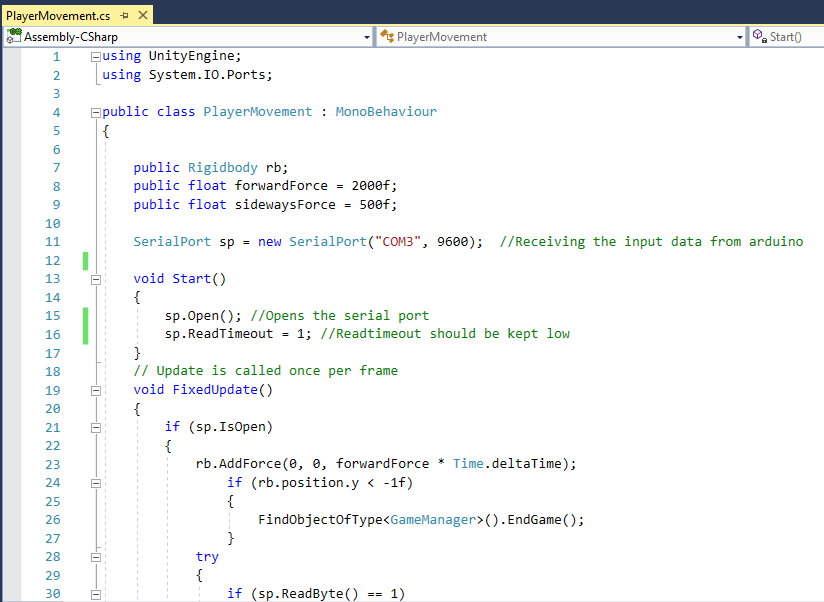 PlayerMovement.cs
Assembly-CSharp PlayerMovement Start()
1 using UnityEngine;
2 using System.IO.Ports;
3
4 public class PlayerMovement : MonoBehaviour
5 {
6
7 public Rigidbody rb;
8 public float forwardForce = 2000f;
9 public float sidewaysForce = 500f;
10
11 SerialPort sp = new SerialPort("COM3", 9600); //Receiving the input data from arduino
12
13 void Start()
14 {
15 sp.Open(); //Opens the serial port
16 sp.ReadTimeout = 1; //Readtimeout should be kept low
17 }
18 // Update is called once per frame
19 void FixedUpdate()
20 {
21 if (sp.IsOpen)
22 {
23 rb.AddForce(0, 0, forwardForce * Time.deltaTime);
24 if (rb.position.y < -1f)
25 {
26 FindObjectOfType<GameManager>().EndGame();
27 }
28 try
29 {
30 if (sp.ReadByte() == 1)